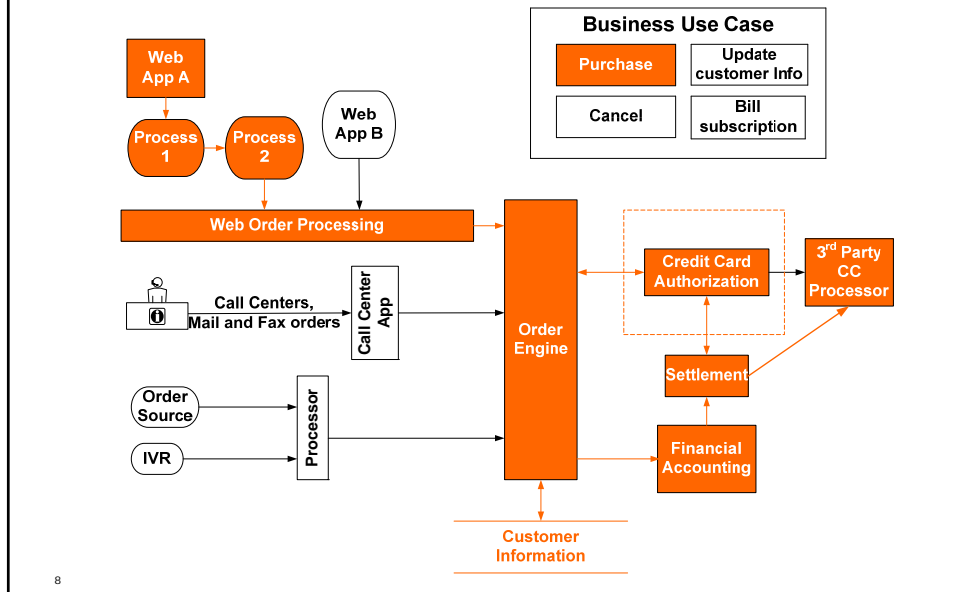 Business Use Case
Purchase
Update
customer Info
Cancel
Bill
subscription
Web
App A
Process
1
Process
2
Web
App B
Web Order Processing
Call Centers,
Mail and Fax orders
Call Center
App
Order
Source
IVR
Processor
Order
Engine
Credit Card
Authorization
3rd Party
CC
Processor
Settlement
Financial
Accounting
Customer
Information
8